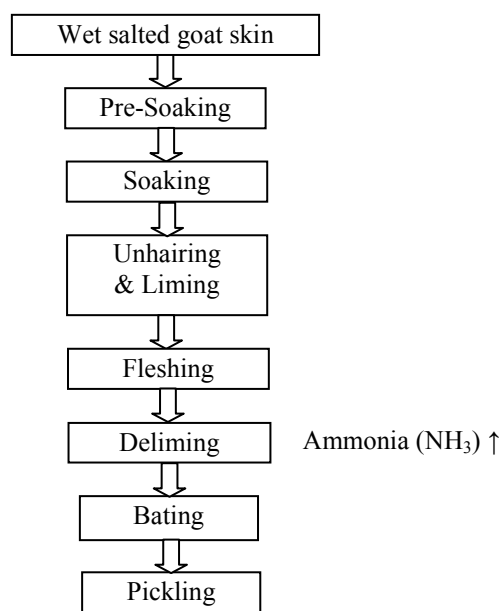 Wet salted goat skin
Pre-Soaking
Soaking
Unhairing
& Liming
Fleshing
Deliming Ammonia (NH₃) ↑
Bating
Pickling